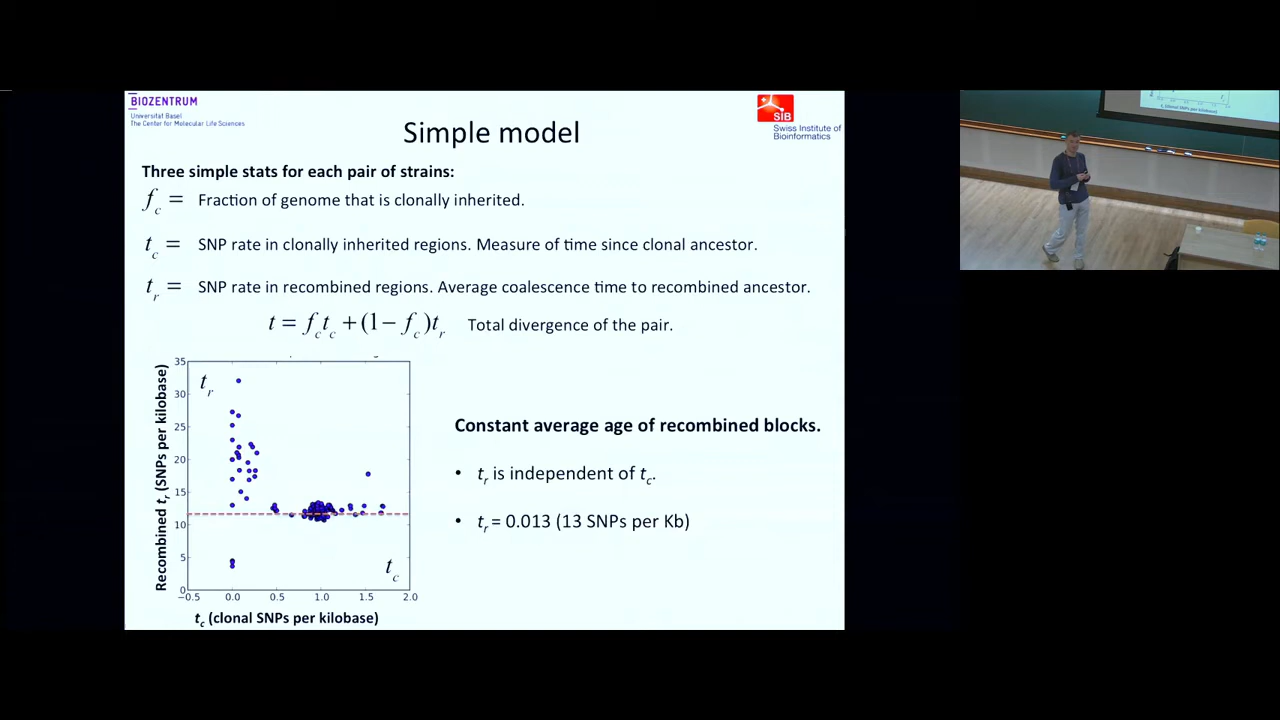 BIOZENTRUM
Universität Basel
The Center for Molecular Life Sciences
SIB
Swiss Institute of
Bioinformatics
Simple model
Three simple stats for each pair of strains:
f_c = Fraction of genome that is clonally inherited.
t_c = SNP rate in clonally inherited regions. Measure of time since clonal ancestor.
t_r = SNP rate in recombined regions. Average coalescence time to recombined ancestor.
t = f_c t_c + (1 − f_c) t_r Total divergence of the pair.
Recombined t_r (SNPs per kilobase)
35
30
25
20
15
10
5
0
t_r
t_c
−0.5 0.0 0.5 1.0 1.5 2.0
t_c (clonal SNPs per kilobase)
Constant average age of recombined blocks.
• t_r is independent of t_c.
• t_r = 0.013 (13 SNPs per Kb)